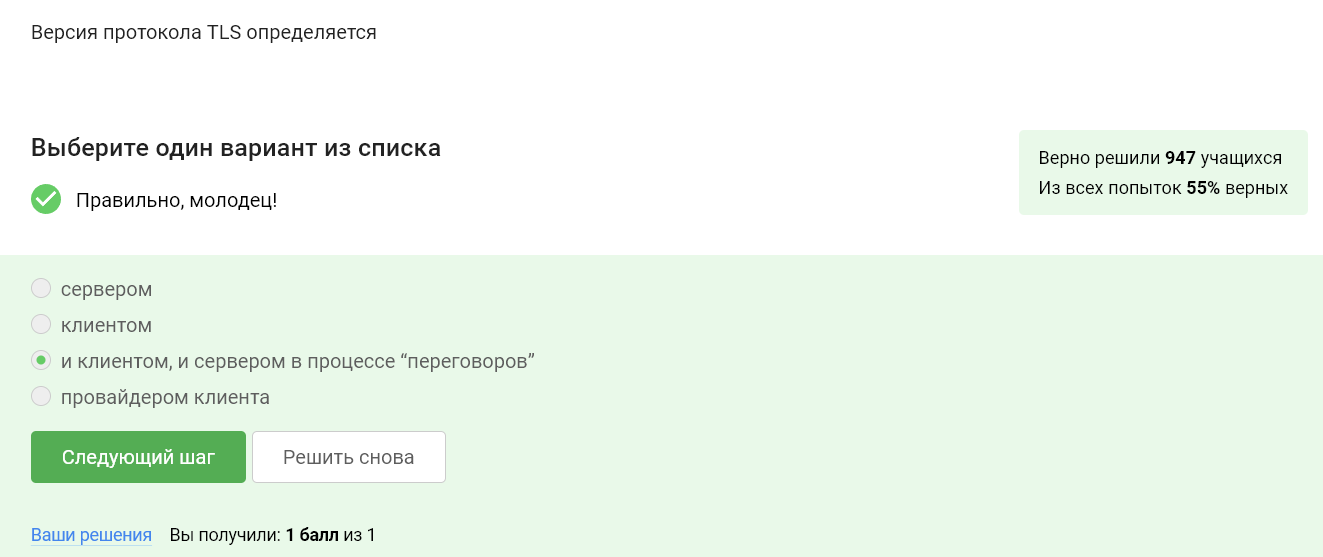 Версия протокола TLS определяется
Выберите один вариант из списка
Правильно, молодец!
Верно решили 947 учащихся
Из всех попыток 55% верных
сервером
клиентом
и клиентом, и сервером в процессе “переговоров”
провайдером клиента
Следующий шаг
Решить снова
Ваши решения Вы получили: 1 балл из 1